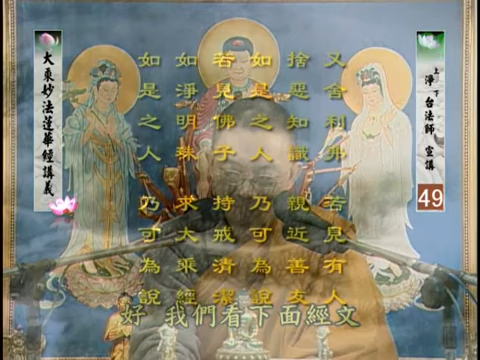 上淨下台法師 宣講
49
又舍利弗 若見有人
捨惡知識 親近善友
如是之人 乃可為說
若見佛子 持戒清潔
如淨明珠 求大乘經
如是之人 乃可為說
大乘妙法蓮華經講義
好 我們看下面經文